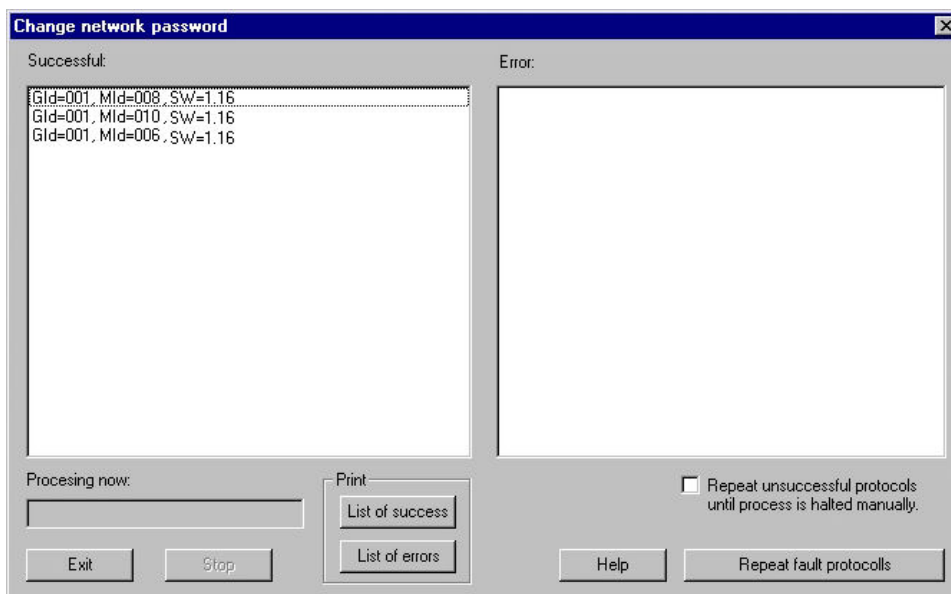 Change network password
Successful:
Error:
GId=001, MId=008, SW=1.16
GId=001, MId=010, SW=1.16
GId=001, MId=006, SW=1.16
Procesing now:
Print
List of success
List of errors
Repeat unsuccessful protocols
until process is halted manually.
Exit
Stop
Help
Repeat fault protocolls